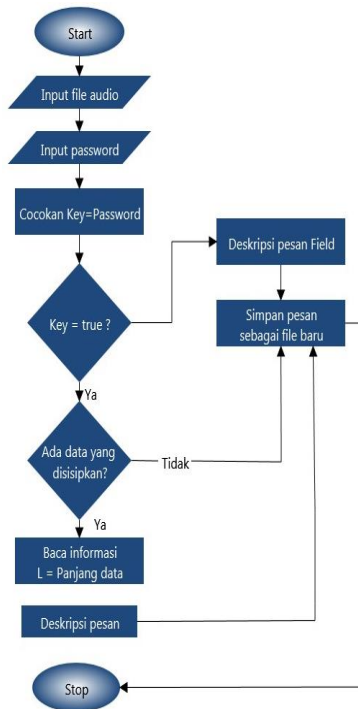 Start
Input file audio
Input password
Cocokan Key=Password
Key = true ?
Deskripsi pesan Field
Simpan pesan
sebagai file baru
Ya
Ada data yang
disisipkan?
Tidak
Ya
Baca informasi
L = Panjang data
Deskripsi pesan
Stop